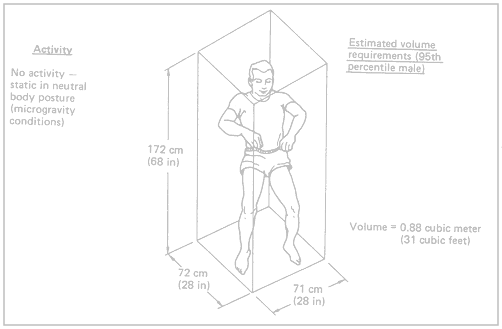 Activity
No activity –
static in neutral
body posture
(microgravity
conditions)
Estimated volume
requirements (95th
percentile male)
172 cm
(68 in)
Volume = 0.88 cubic meter
(31 cubic feet)
72 cm
(28 in)
71 cm
(28 in)